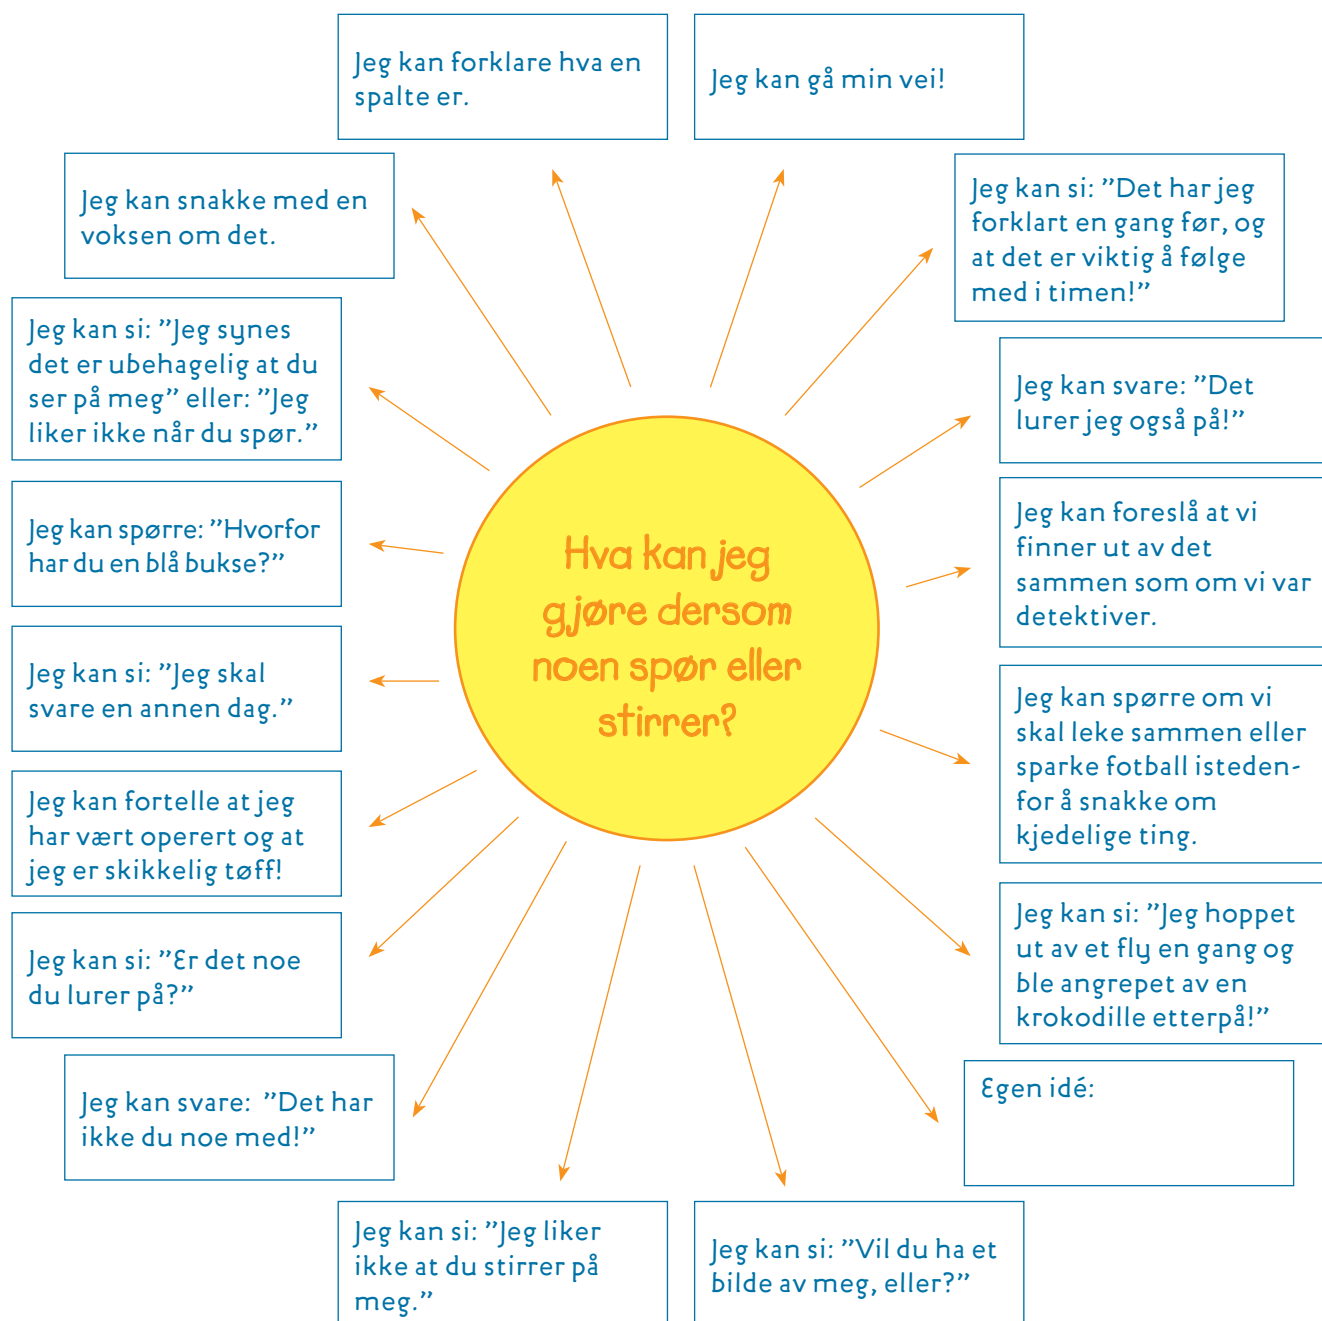 Jeg kan forklare hva en
spalte er.
Jeg kan gå min vei!
Jeg kan snakke med en
voksen om det.
Jeg kan si: ”Det har jeg
forklart en gang før, og
at det er viktig å følge
med i timen!”
Jeg kan si: ”Jeg synes
det er ubehagelig at du
ser på meg” eller: ”Jeg
liker ikke når du spør.”
Jeg kan svare: ”Det
lurer jeg også på!”
Jeg kan spørre: ”Hvorfor
har du en blå bukse?”
Jeg kan foreslå at vi
finner ut av det
sammen som om vi var
detektiver.
Hva kan jeg
gjøre dersom
noen spør eller
stirrer?
Jeg kan si: ”Jeg skal
svare en annen dag.”
Jeg kan spørre om vi
skal leke sammen eller
sparke fotball isteden-
for å snakke om
kjedelige ting.
Jeg kan fortelle at jeg
har vært operert og at
jeg er skikkelig tøff!
Jeg kan si: ”Jeg hoppet
ut av et fly en gang og
ble angrepet av en
krokodille etterpå!”
Jeg kan si: ”Er det noe
du lurer på?”
Jeg kan svare: ”Det har
ikke du noe med!”
Egen idé:
Jeg kan si: ”Jeg liker
ikke at du stirrer på
meg.”
Jeg kan si: ”Vil du ha et
bilde av meg, eller?”